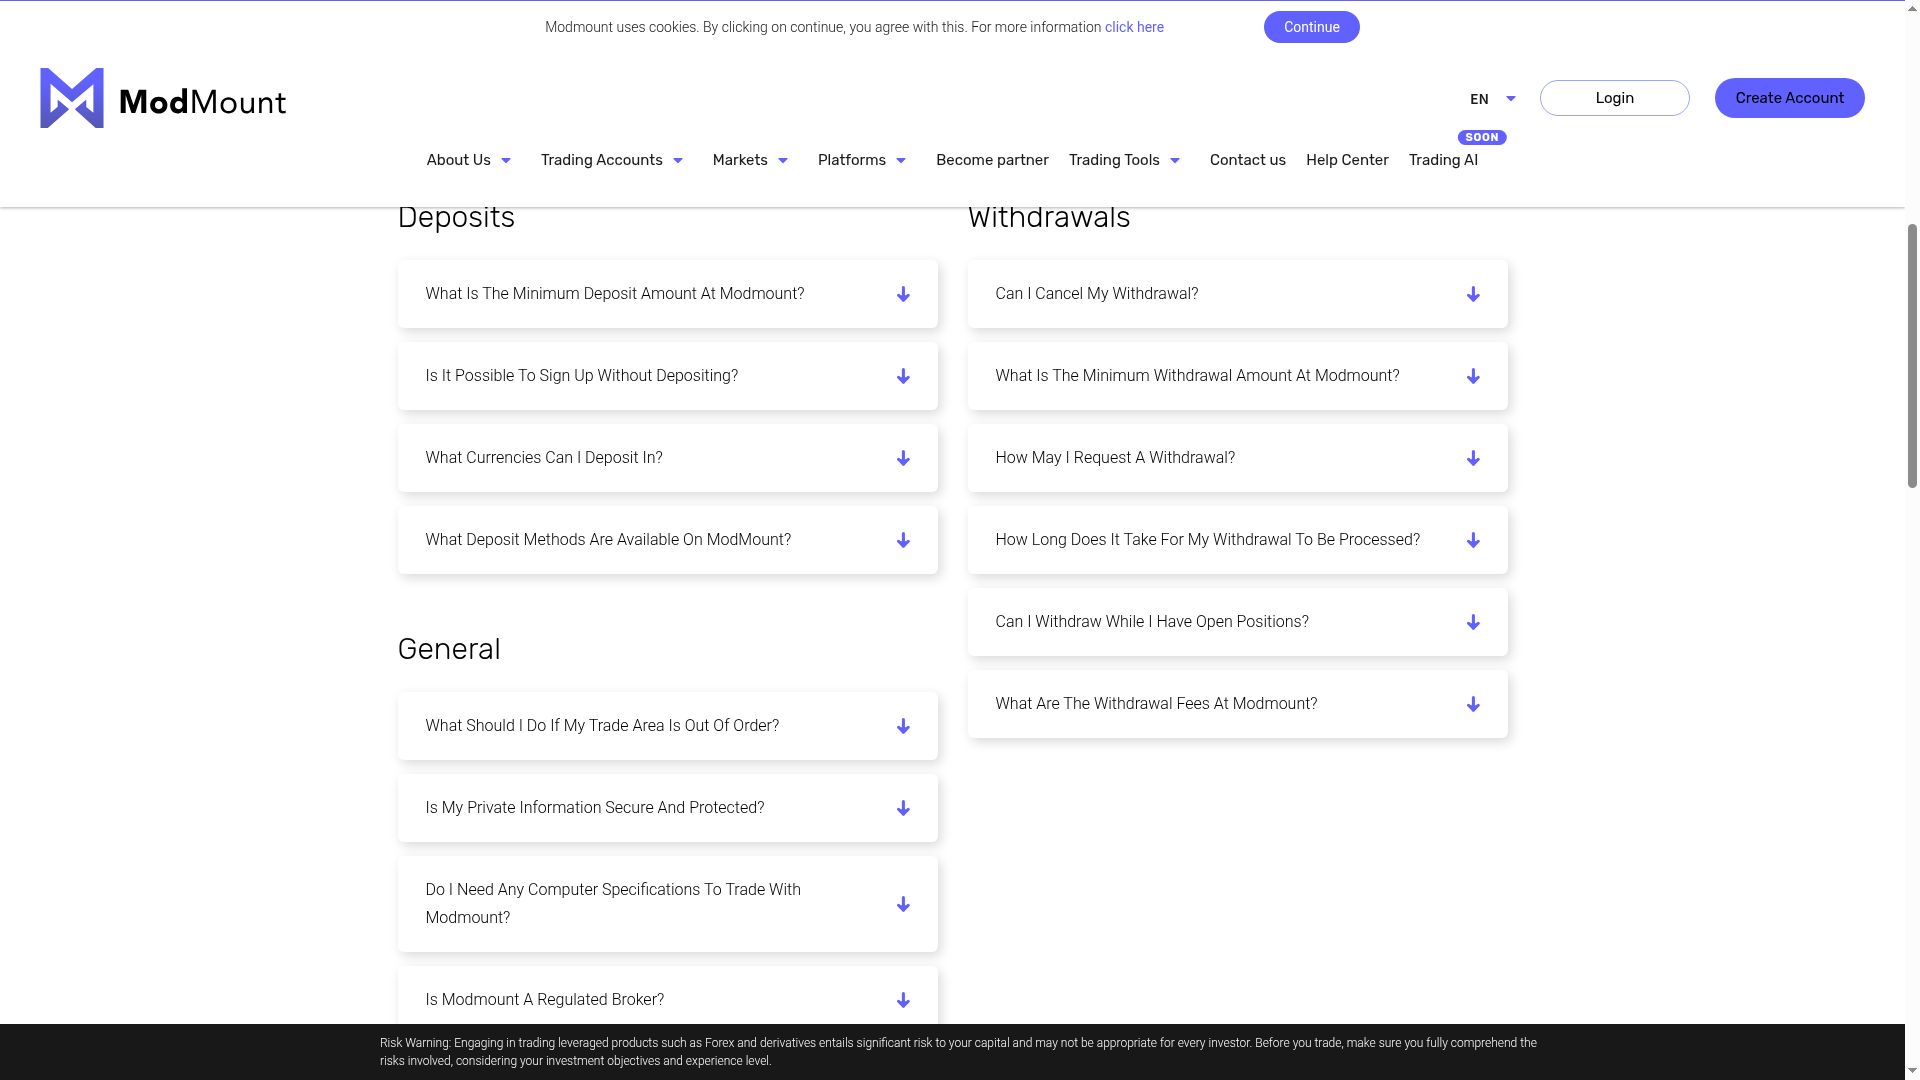 Modmount uses cookies. By clicking on continue, you agree with this. For more information click here
Continue
ModMount
EN
Login
Create Account
SOON
About Us
Trading Accounts
Markets
Platforms
Become partner
Trading Tools
Contact us
Help Center
Trading AI
Deposits
What Is The Minimum Deposit Amount At Modmount?
Is It Possible To Sign Up Without Depositing?
What Currencies Can I Deposit In?
What Deposit Methods Are Available On ModMount?
General
What Should I Do If My Trade Area Is Out Of Order?
Is My Private Information Secure And Protected?
Do I Need Any Computer Specifications To Trade With
Modmount?
Is Modmount A Regulated Broker?
Withdrawals
Can I Cancel My Withdrawal?
What Is The Minimum Withdrawal Amount At Modmount?
How May I Request A Withdrawal?
How Long Does It Take For My Withdrawal To Be Processed?
Can I Withdraw While I Have Open Positions?
What Are The Withdrawal Fees At Modmount?
Risk Warning: Engaging in trading leveraged products such as Forex and derivatives entails significant risk to your capital and may not be appropriate for every investor. Before you trade, make sure you fully comprehend the
risks involved, considering your investment objectives and experience level.